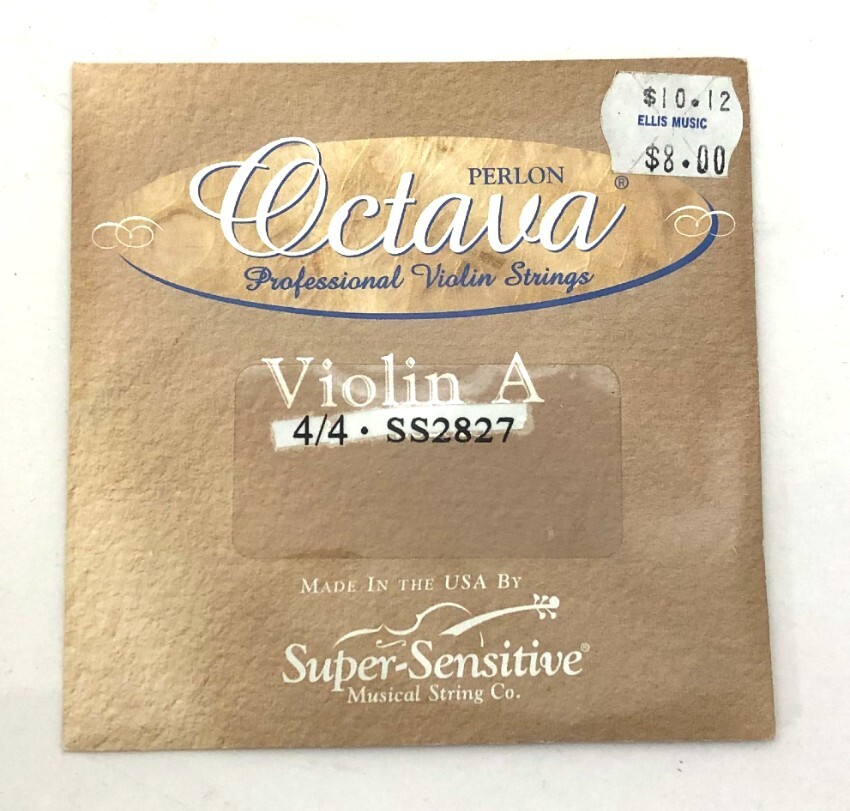 $10.12
ELLIS MUSIC
$8.00
PERLON
Octava®
Professional Violin Strings
Violin A
4/4 • SS2827
MADE IN THE USA BY
Super-Sensitive®
Musical String Co.